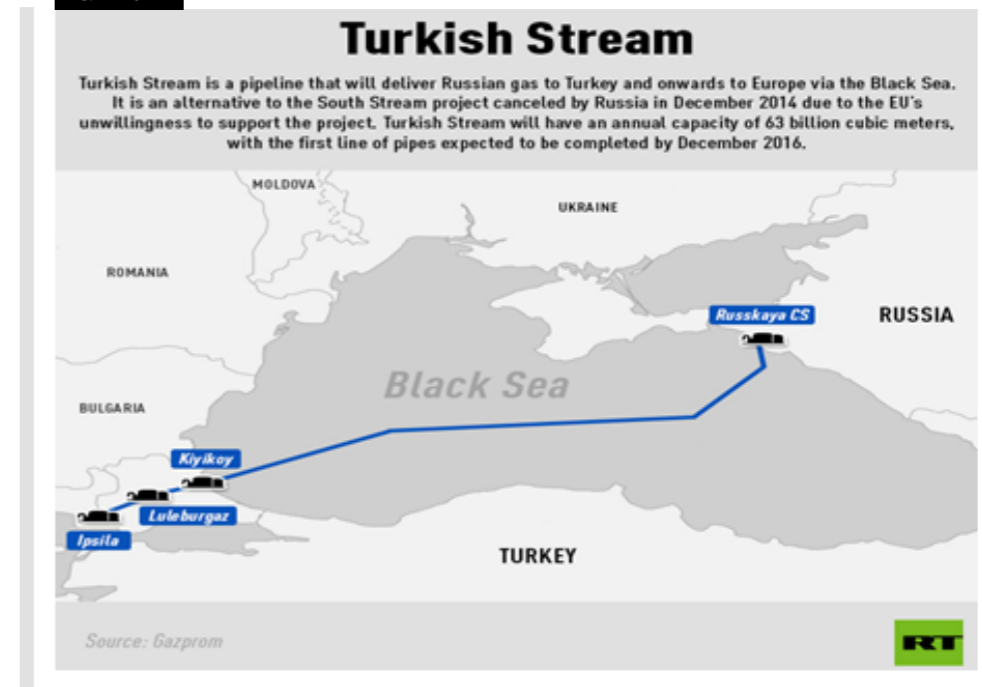 Turkish Stream
Turkish Stream is a pipeline that will deliver Russian gas to Turkey and onwards to Europe via the Black Sea.
It is an alternative to the South Stream project canceled by Russia in December 2014 due to the EU's
unwillingness to support the project. Turkish Stream will have an annual capacity of 63 billion cubic meters,
with the first line of pipes expected to be completed by December 2016.
MOLDOVA
UKRAINE
ROMANIA
RUSSIA
Russkaya CS
Black Sea
BULGARIA
Kiyikoy
Luleburgaz
Ipsila
TURKEY
Source: Gazprom
RT